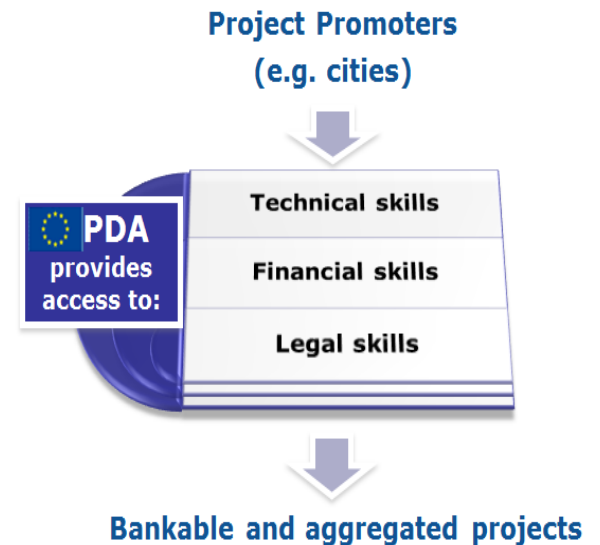 Project Promoters
(e.g. cities)
Technical skills
PDA
provides
access to:
Financial skills
Legal skills
Bankable and aggregated projects